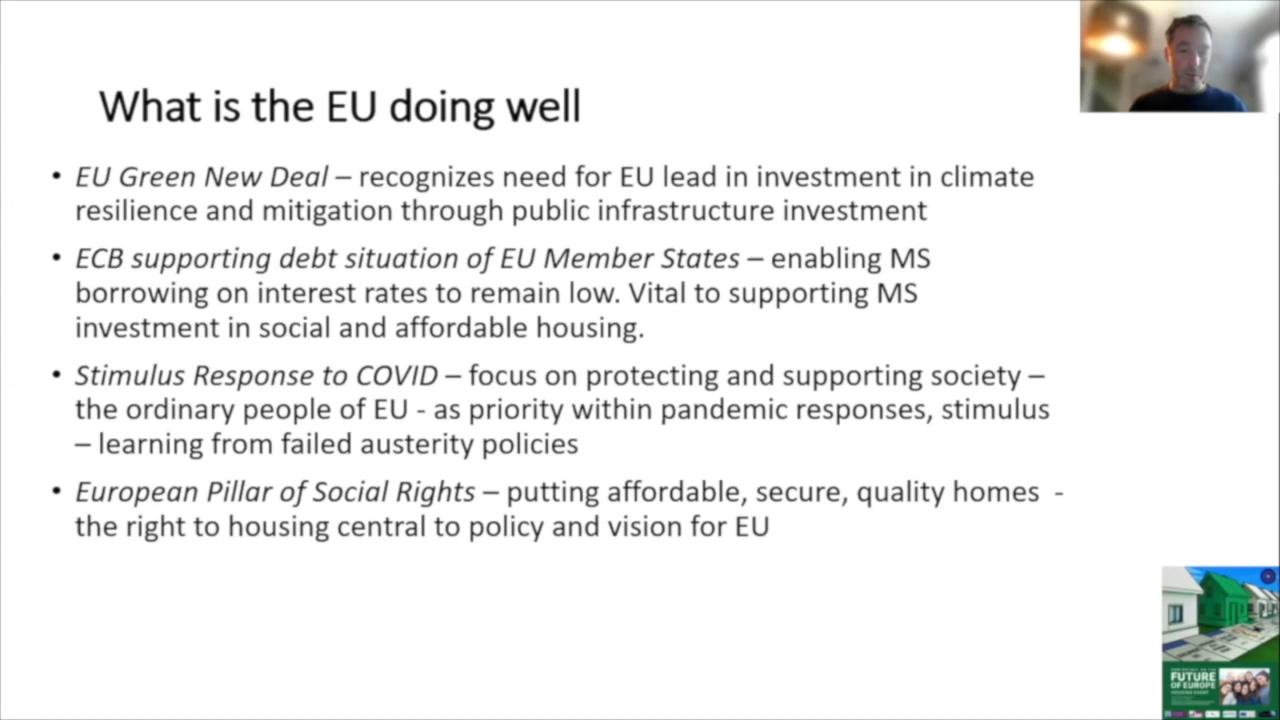 What is the EU doing well
• EU Green New Deal – recognizes need for EU lead in investment in climate
resilience and mitigation through public infrastructure investment
• ECB supporting debt situation of EU Member States – enabling MS
borrowing on interest rates to remain low. Vital to supporting MS
investment in social and affordable housing.
• Stimulus Response to COVID – focus on protecting and supporting society –
the ordinary people of EU - as priority within pandemic responses, stimulus
– learning from failed austerity policies
• European Pillar of Social Rights – putting affordable, secure, quality homes -
the right to housing central to policy and vision for EU
FUTURE
OF EUROPE
HOUSING EVENT